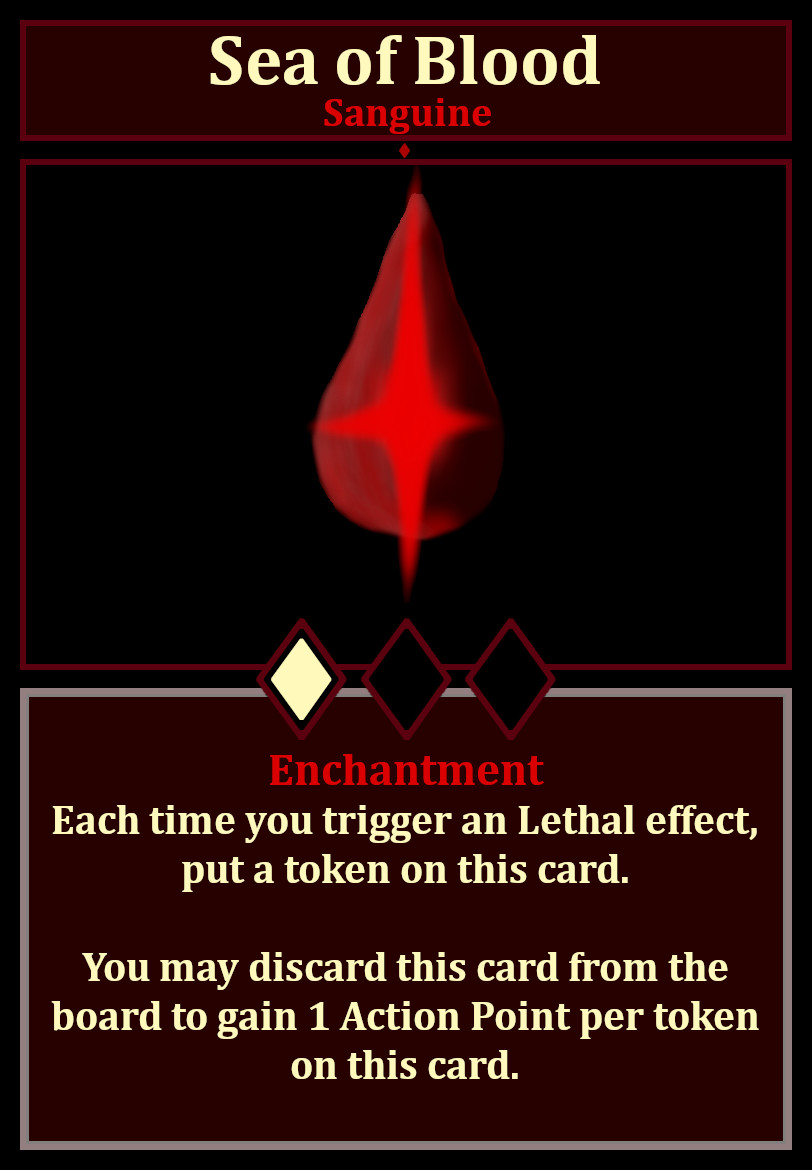 Sea of Blood
Sanguine
Enchantment
Each time you trigger an Lethal effect,
put a token on this card.
You may discard this card from the
board to gain 1 Action Point per token
on this card.